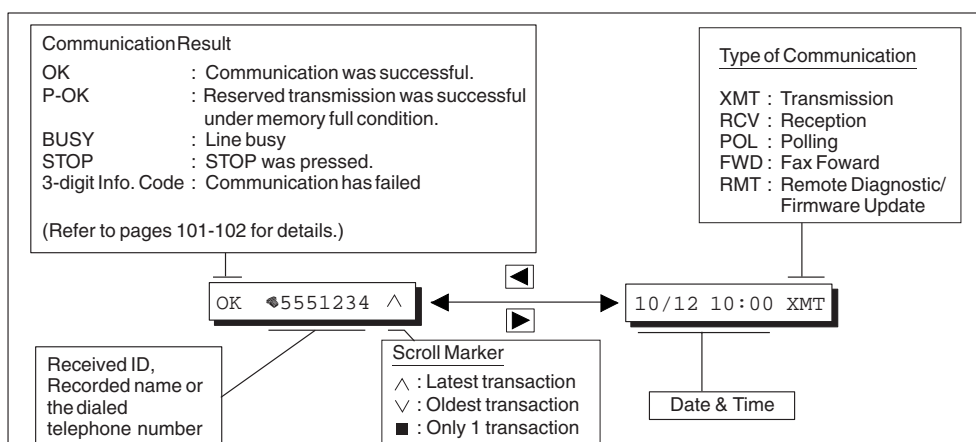 Communication Result
OK : Communication was successful.
P-OK : Reserved transmission was successful
under memory full condition.
BUSY : Line busy
STOP : STOP was pressed.
3-digit Info. Code : Communication has failed
(Refer to pages 101-102 for details.)
Type of Communication
XMT : Transmission
RCV : Reception
POL : Polling
FWD : Fax Foward
RMT : Remote Diagnostic/
Firmware Update
OK 5551234 ∧
10/12 10:00 XMT
Received ID,
Recorded name or
the dialed
telephone number
Scroll Marker
∧ : Latest transaction
∨ : Oldest transaction
■ : Only 1 transaction
Date & Time